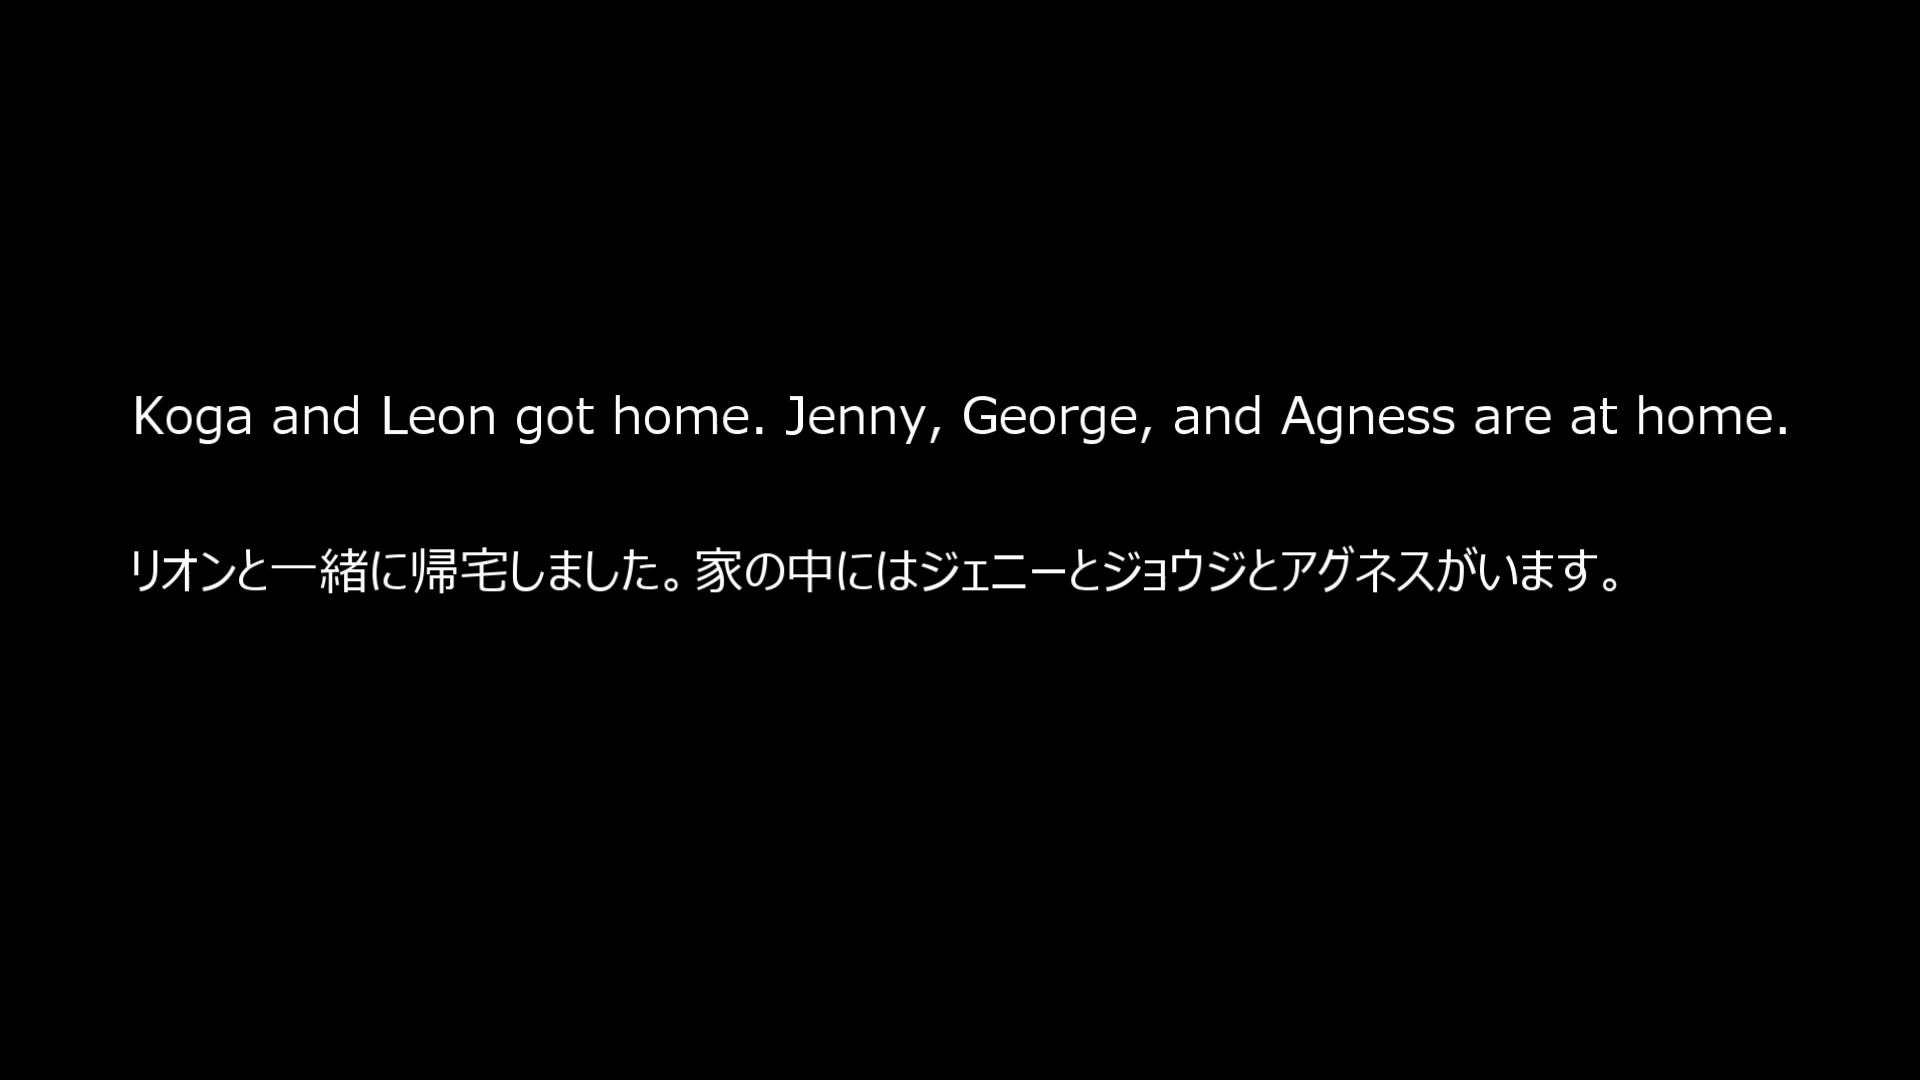 Koga and Leon got home. Jenny, George, and Agness are at home.
リオンと一緒に帰宅しました。家の中にはジェニーとジョウジとアグネスがいます。